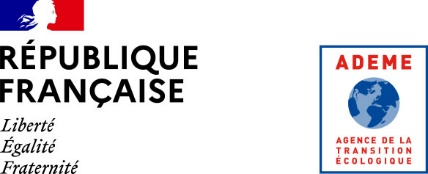 RÉPUBLIQUE
FRANÇAISE
Liberté
Égalité
Fraternité
ADEME
AGENCE DE LA
TRANSITION
ÉCOLOGIQUE